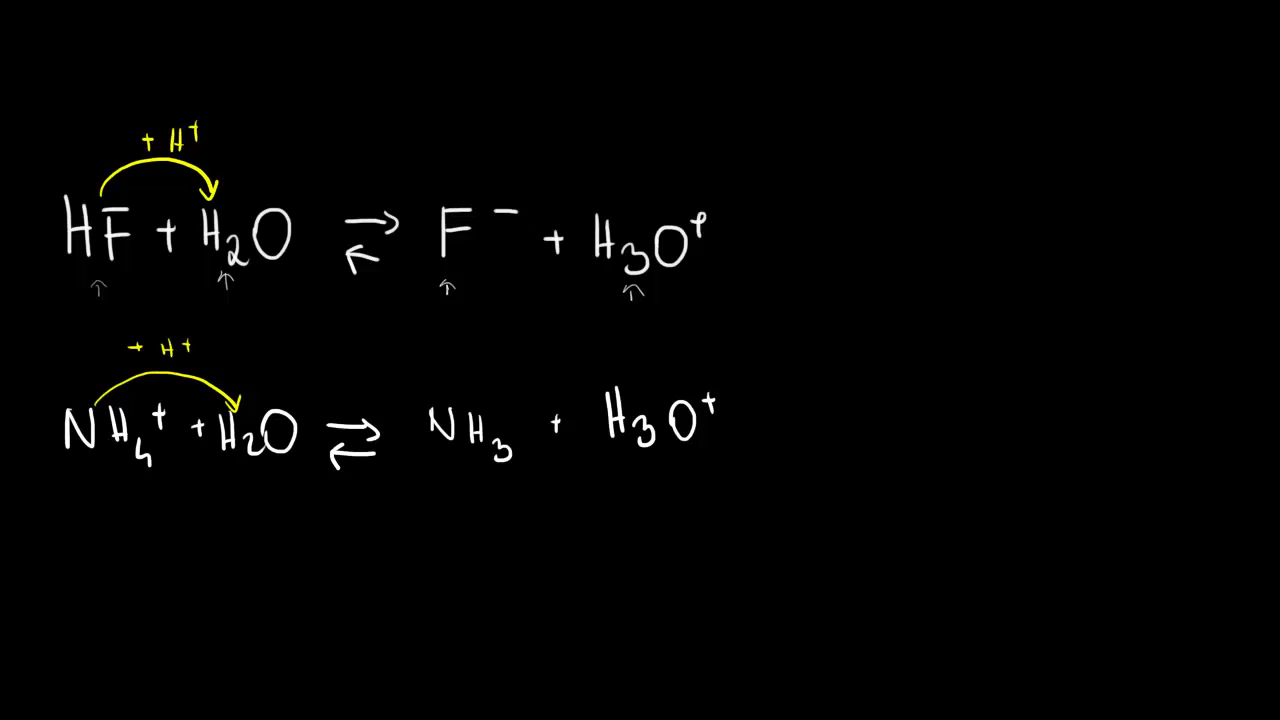 + H⁺
HF + H₂O ⇌ F⁻ + H₃O⁺
+ H⁺
NH₄⁺ + H₂O ⇌ NH₃ + H₃O⁺